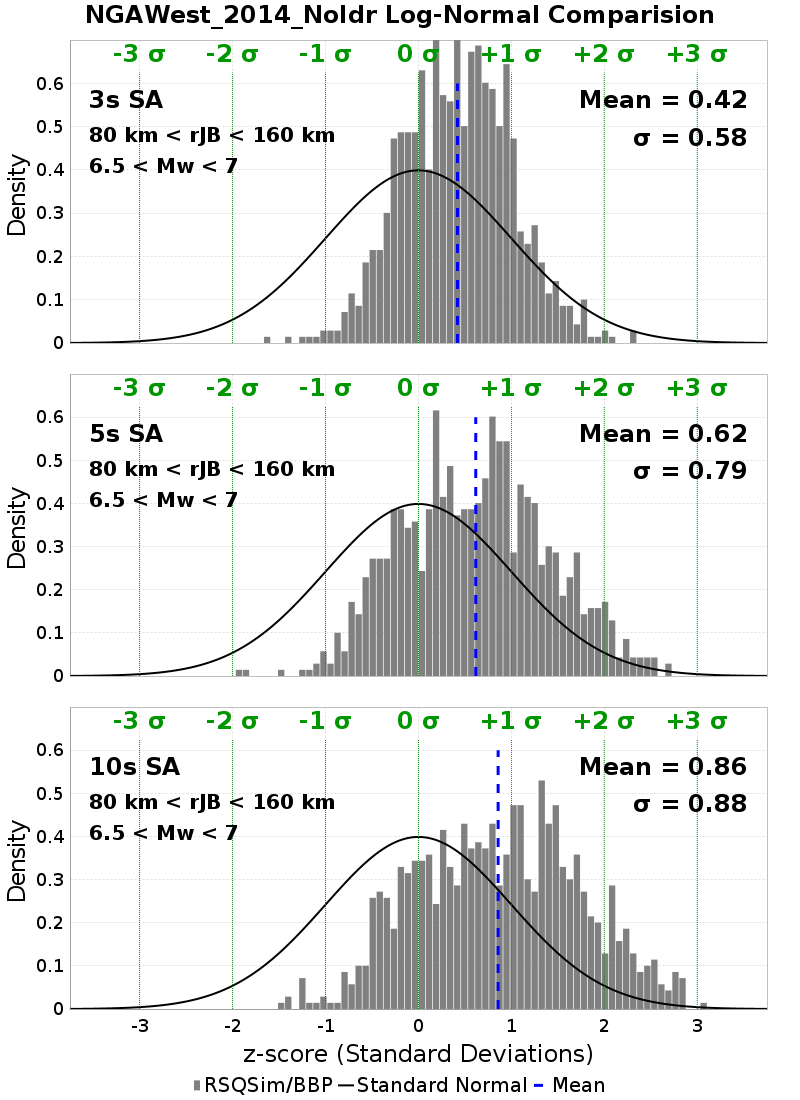 NGAWest_2014_NoIdr Log-Normal Comparision
-3 σ -2 σ -1 σ 0 σ +1 σ +2 σ +3 σ
3s SA
Mean = 0.42
80 km < rJB < 160 km
σ = 0.58
6.5 < Mw < 7
Density
0.6
0.5
0.4
0.3
0.2
0.1
0
-3 σ -2 σ -1 σ 0 σ +1 σ +2 σ +3 σ
5s SA
Mean = 0.62
80 km < rJB < 160 km
σ = 0.79
6.5 < Mw < 7
Density
0.6
0.5
0.4
0.3
0.2
0.1
0
-3 σ -2 σ -1 σ 0 σ +1 σ +2 σ +3 σ
10s SA
Mean = 0.86
80 km < rJB < 160 km
σ = 0.88
6.5 < Mw < 7
Density
0.6
0.5
0.4
0.3
0.2
0.1
0
-3 -2 -1 0 1 2 3
z-score (Standard Deviations)
RSQSim/BBP Standard Normal Mean